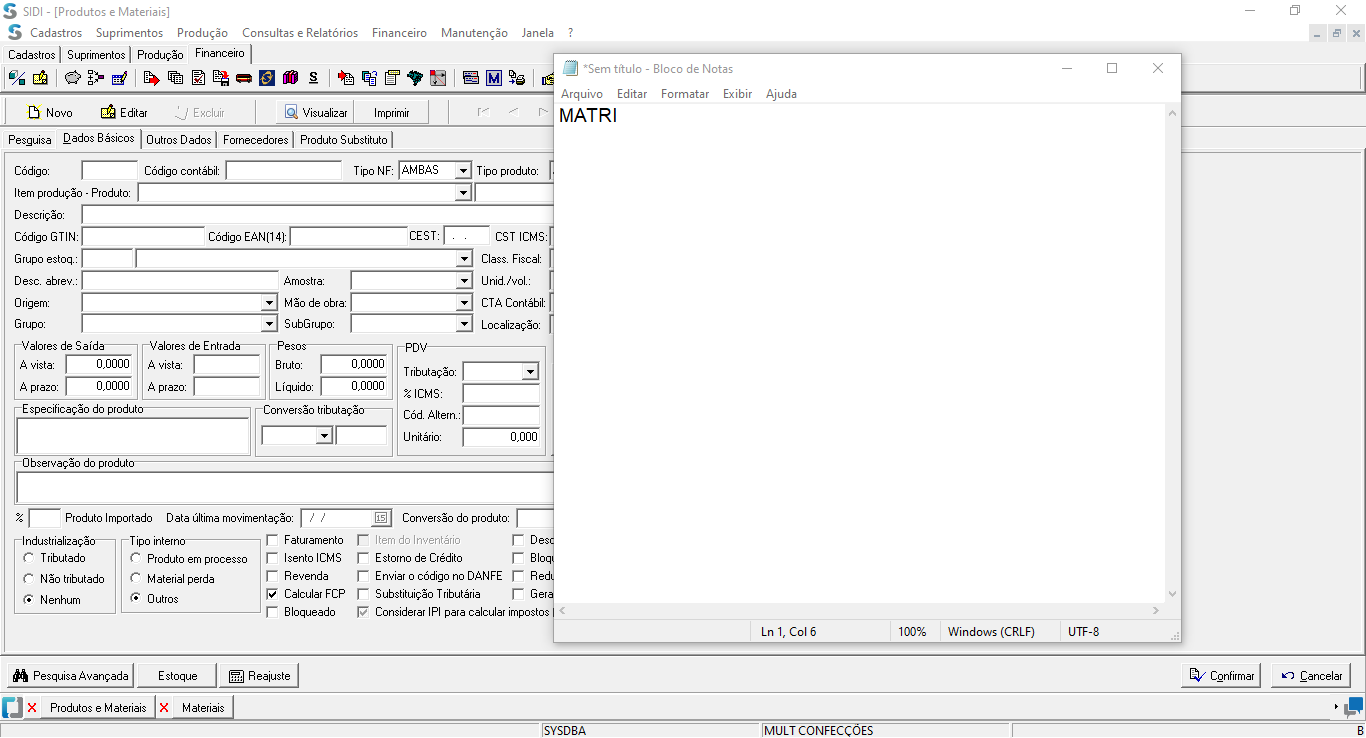 SIDI - [Produtos e Materiais]
Cadastros Suprimentos Produção Consultas e Relatórios Financeiro Manutenção Janela ?
Cadastros Suprimentos Produção Financeiro
Novo Editar Excluir Visualizar Imprimir
Pesquisa Dados Básicos Outros Dados Fornecedores Produto Substituto
Código: Código contábil: Tipo NF: AMBAS Tipo produto:
Item produção - Produto:
Descrição:
Código GTIN: Código EAN(14): CEST: . . CST ICMS:
Grupo estoq.: Class. Fiscal:
Desc. abrev.: Amostra: Unid./vol.:
Origem: Mão de obra: CTA Contábil:
Grupo: SubGrupo: Localização:
Valores de Saída Valores de Entrada Pesos PDV
A vista: 0,0000 A vista: Bruto: 0,0000
A prazo: 0,0000 A prazo: Líquido: 0,0000
Tributação:
% ICMS:
Cód. Altern.:
Unitário: 0,000
Especificação do produto Conversão tributação
Observação do produto
% Produto Importado Data última movimentação: / / 15 Conversão do produto:
Industrialização Tipo interno
Tributado Produto em processo
Não tributado Material perda
Nenhum Outros
Faturamento Item do Inventário Desc
Isento ICMS Estorno de Crédito Bloqu
Revenda Enviar o código no DANFE Redu
Calcular FCP Substituição Tributária Gera
Bloqueado Considerar IPI para calcular impostos
*Sem título - Bloco de Notas
Arquivo Editar Formatar Exibir Ajuda
MATRI
Ln 1, Col 6 100% Windows (CRLF) UTF-8
Pesquisa Avançada Estoque Reajuste Confirmar Cancelar
Produtos e Materiais Materiais
SYSDBA MULT CONFECÇÕES B